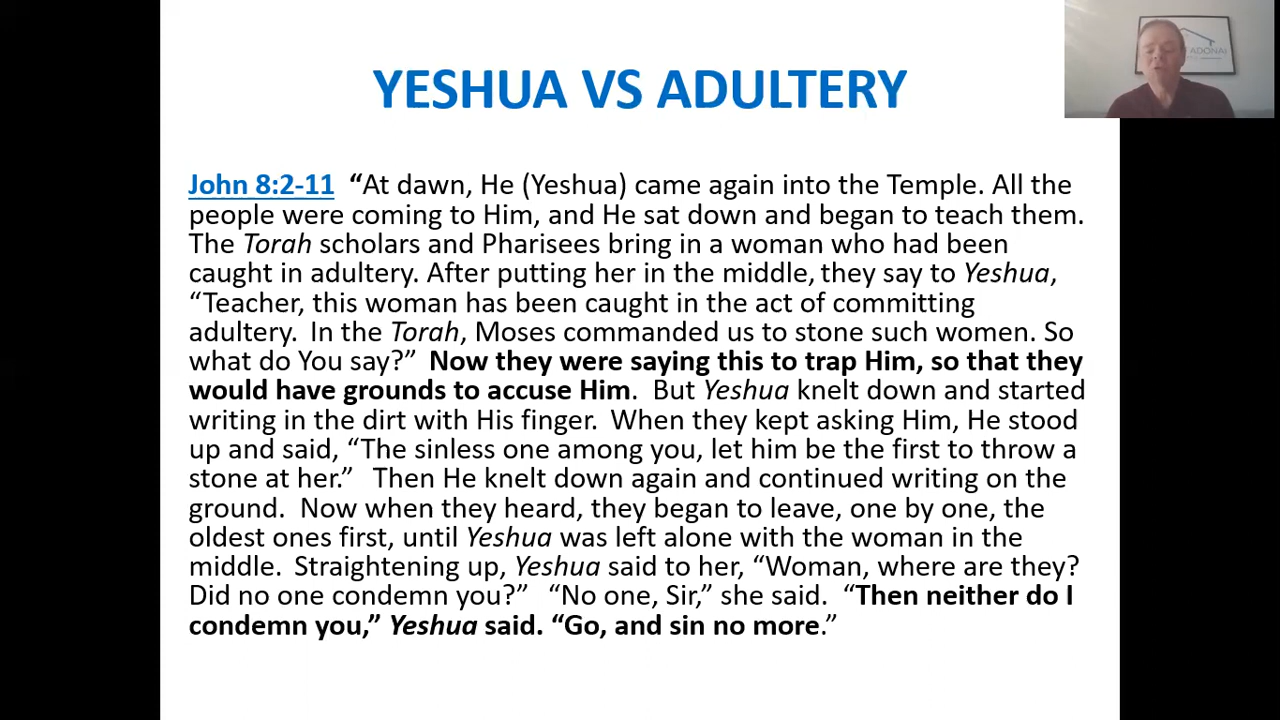 YESHUA VS ADULTERY
ADONAI
John 8:2-11 “At dawn, He (Yeshua) came again into the Temple. All the
people were coming to Him, and He sat down and began to teach them.
The Torah scholars and Pharisees bring in a woman who had been
caught in adultery. After putting her in the middle, they say to Yeshua,
“Teacher, this woman has been caught in the act of committing
adultery. In the Torah, Moses commanded us to stone such women. So
what do You say?” Now they were saying this to trap Him, so that they
would have grounds to accuse Him. But Yeshua knelt down and started
writing in the dirt with His finger. When they kept asking Him, He stood
up and said, “The sinless one among you, let him be the first to throw a
stone at her.” Then He knelt down again and continued writing on the
ground. Now when they heard, they began to leave, one by one, the
oldest ones first, until Yeshua was left alone with the woman in the
middle. Straightening up, Yeshua said to her, “Woman, where are they?
Did no one condemn you?” “No one, Sir,” she said. “Then neither do I
condemn you,” Yeshua said. “Go, and sin no more.”